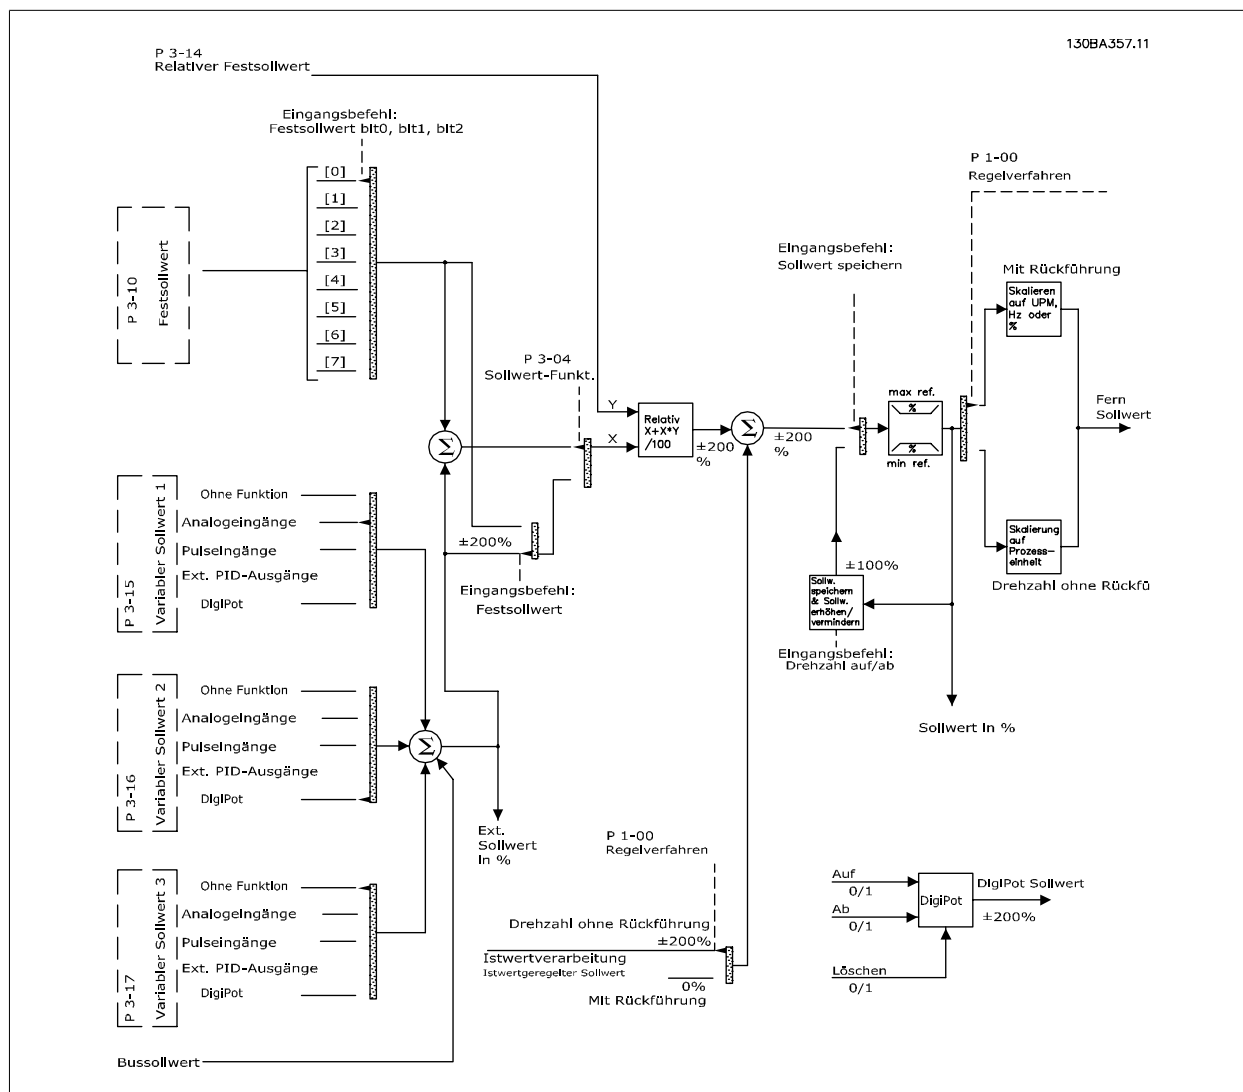 130BA357.11
P 3-14
Relativer Festsollwert
Eingangsbefehl:
Festsollwert bit0, bit1, bit2
[0]
[1]
[2]
[3]
[4]
[5]
[6]
[7]
P 3-10
Festsollwert
P 1-00
Regelverfahren
Eingangsbefehl:
Sollwert speichern
Mit Rückführung
Skalieren
auf UPM,
Hz oder
%
P 3-04
Sollwert-Funkt.
Y
X
Relativ
X+X*Y
/100
±200
%
Σ
±200
%
max ref.
%
%
min ref.
Fern
Sollwert
Σ
P 3-15
Variabler Sollwert 1
Ohne Funktion
Analogeingänge
Pulseingänge
Ext. PID-Ausgänge
DigiPot
±200%
Eingangsbefehl:
Festsollwert
±100%
Sollw.
speichern
& Sollw.
erhöhen/
vermindern
Eingangsbefehl:
Drehzahl auf/ab
Skalierung
auf
Prozess-
einheit
Drehzahl ohne Rückfü
Sollwert in %
P 3-16
Variabler Sollwert 2
Ohne Funktion
Analogeingänge
Pulseingänge
Ext. PID-Ausgänge
DigiPot
Σ
Ext.
Sollwert
in %
P 3-17
Variabler Sollwert 3
Ohne Funktion
Analogeingänge
Pulseingänge
Ext. PID-Ausgänge
DigiPot
Bussollwert
P 1-00
Regelverfahren
Drehzahl ohne Rückführung
±200%
Istwertverarbeitung
Istwertgeregelter Sollwert
0%
Mit Rückführung
Auf
0/1
Ab
0/1
Löschen
0/1
DigiPot
DigiPot Sollwert
±200%